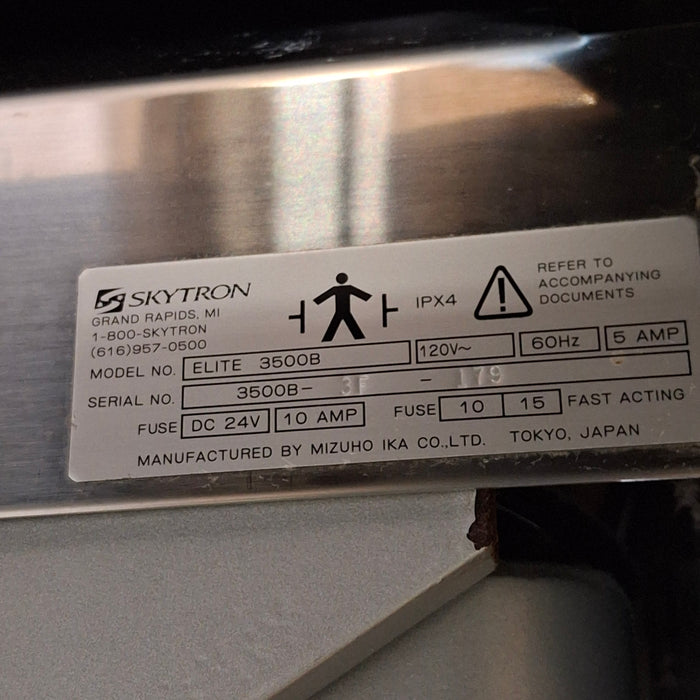 SKYTRON
GRAND RAPIDS, MI
1-800-SKYTRON
(616)957-0500
IPX4
REFER TO
ACCOMPANYING
DOCUMENTS
MODEL NO. ELITE 3500B 120V~ 60Hz 5 AMP
SERIAL NO. 3500B- 3F - 179
FUSE DC 24V 10 AMP FUSE 10 15 FAST ACTING
MANUFACTURED BY MIZUHO IKA CO.,LTD. TOKYO, JAPAN